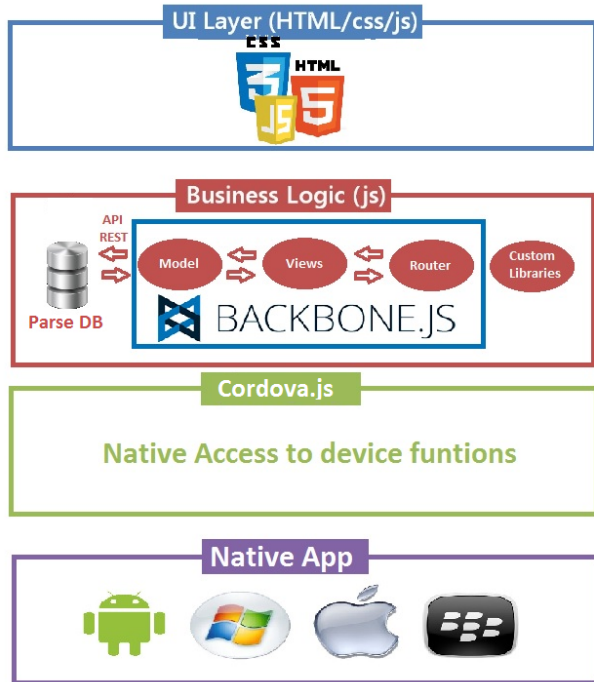 UI Layer (HTML/css/js)
CSS
HTML
3
JS
5
Business Logic (js)
API
REST
Model
Views
Router
Custom
Libraries
Parse DB
BACKBONE.JS
Cordova.js
Native Access to device funtions
Native App